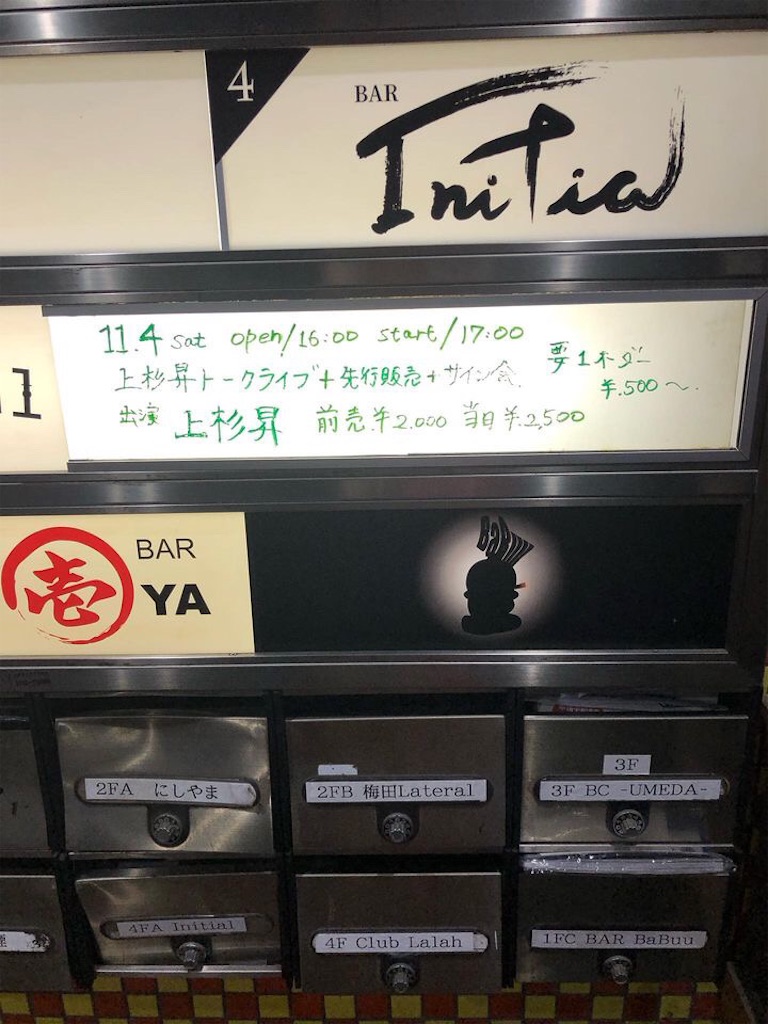 4
BAR
Initial
11.4 sat open/16:00 start/17:00
上杉昇トークライブ+先行販売+サイン会
要1オーダー
¥.500~.
出演 上杉昇 前売¥2.000 当日¥.2,500
壱
BAR
YA
2FA にしやま
2FB 梅田Lateral
3F
3F BC -UMEDA-
4FA Initial
4F Club Lalah
1FC BAR BaBuu